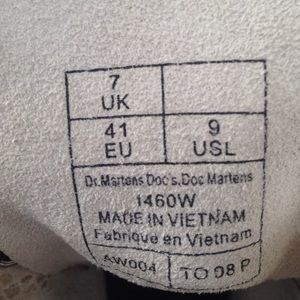 7
UK
41 9
EU USL
Dr.Martens Doc's.Doc Martens
1460W
MADE IN VIETNAM
Fabrique en Vietnam
AW004 TO 08 P